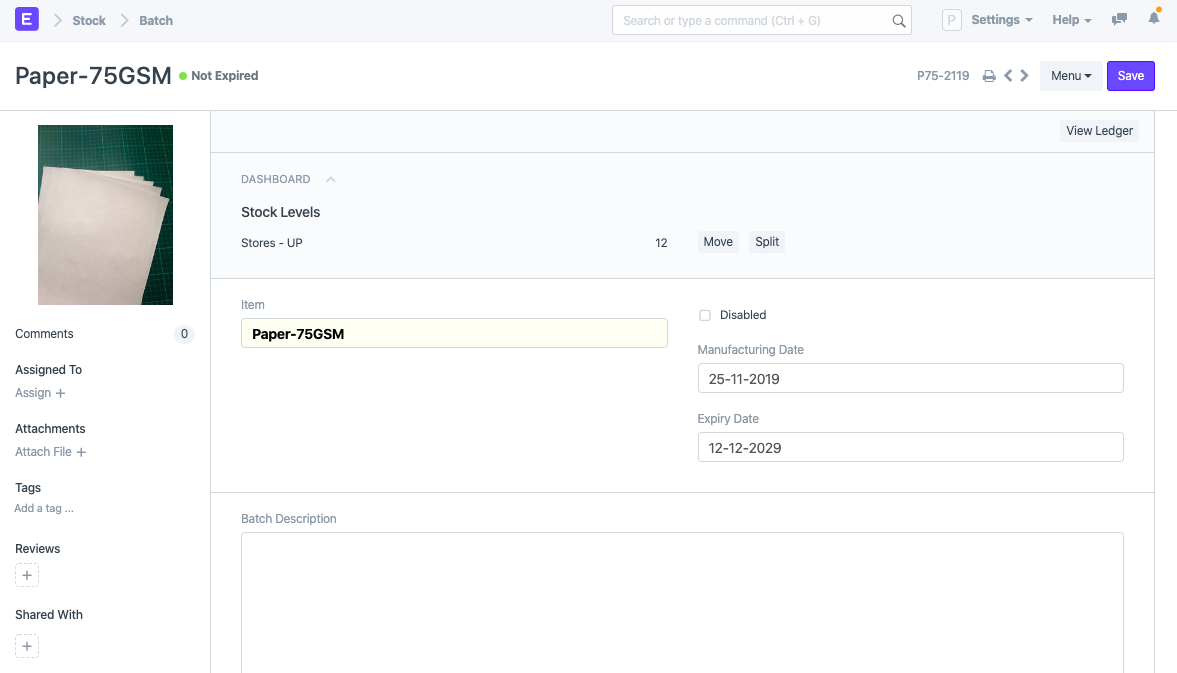 E Stock Batch Search or type a command (Ctrl + G) P Settings Help
Paper-75GSM Not Expired P75-2119 Menu Save
View Ledger
DASHBOARD
Stock Levels
Stores - UP 12 Move Split
Item
Paper-75GSM
Disabled
Manufacturing Date
25-11-2019
Expiry Date
12-12-2029
Batch Description
Comments 0
Assigned To
Assign +
Attachments
Attach File +
Tags
Add a tag ...
Reviews
+
Shared With
+